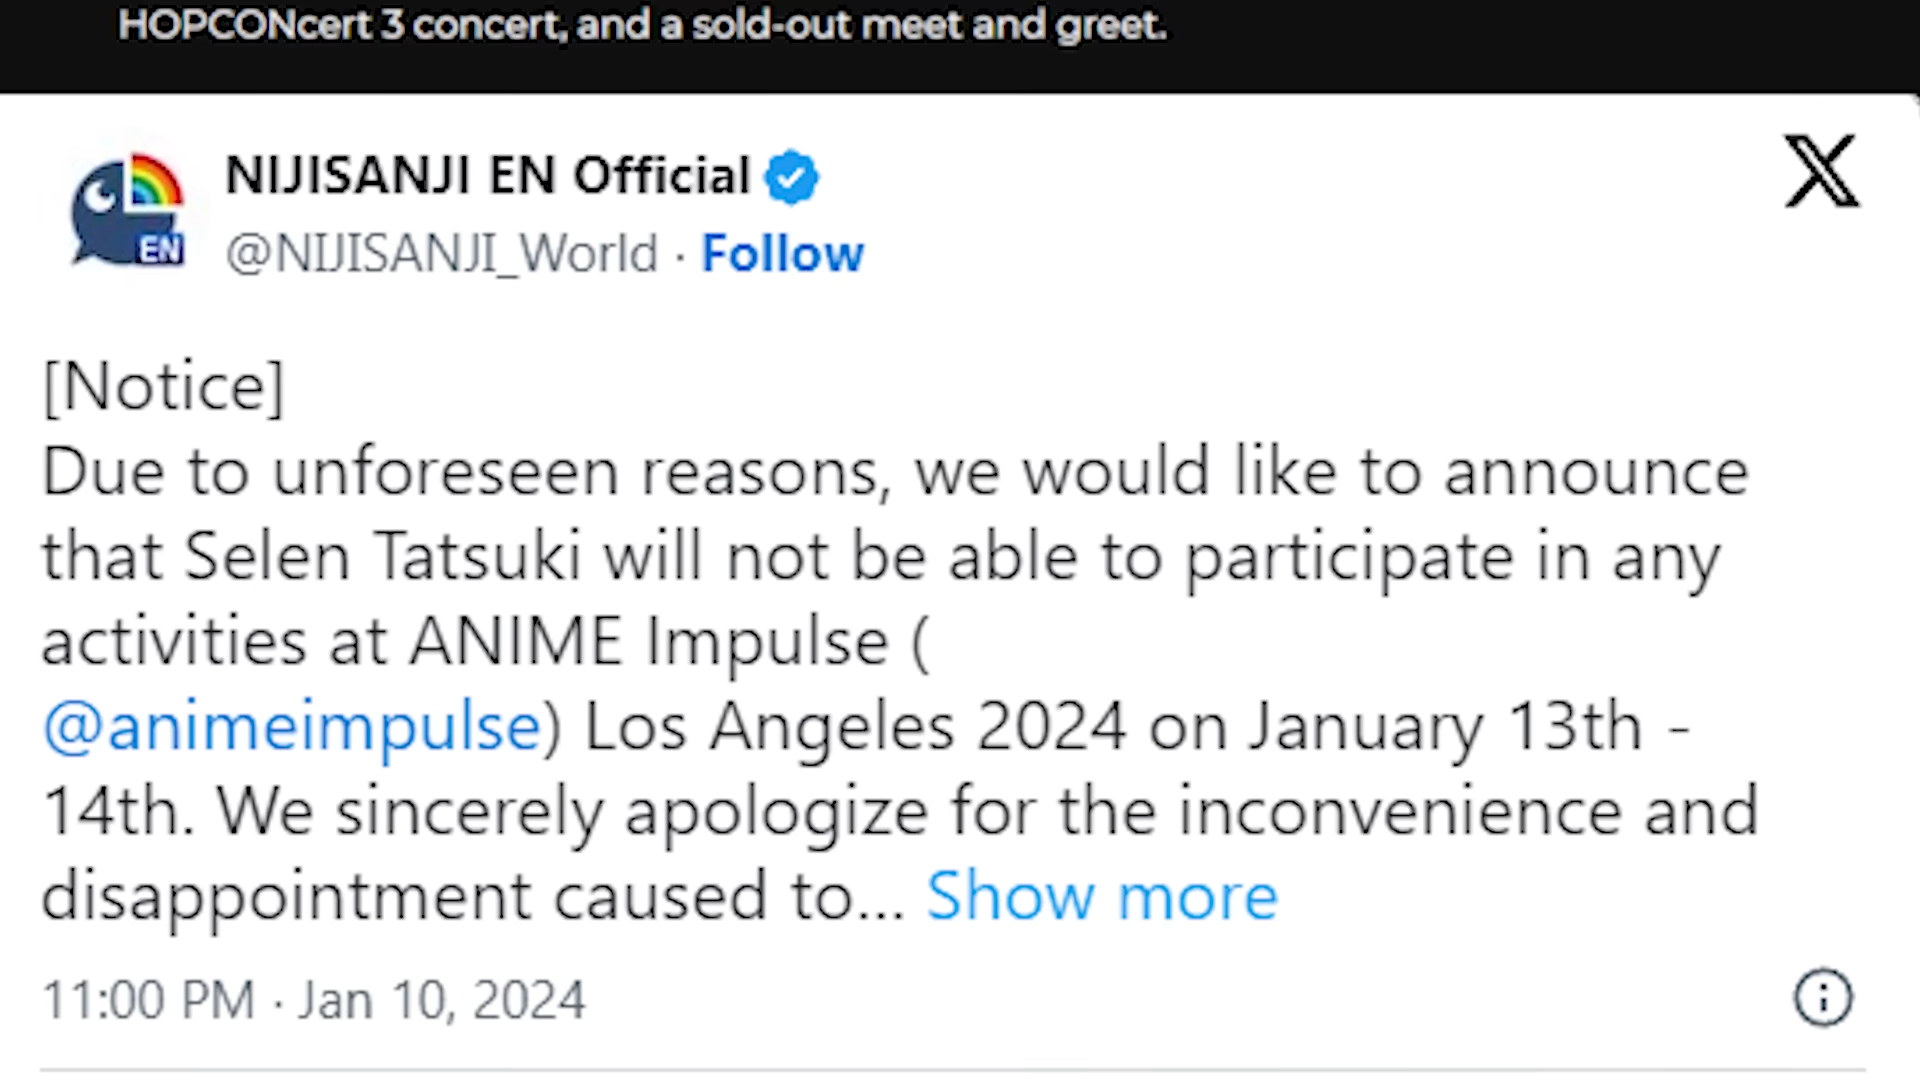 HOPCONcert 3 concert, and a sold-out meet and greet.
NIJISANJI EN Official
EN
@NIJISANJI_World · Follow
[Notice]
Due to unforeseen reasons, we would like to announce
that Selen Tatsuki will not be able to participate in any
activities at ANIME Impulse (
@animeimpulse) Los Angeles 2024 on January 13th -
14th. We sincerely apologize for the inconvenience and
disappointment caused to... Show more
11:00 PM · Jan 10, 2024